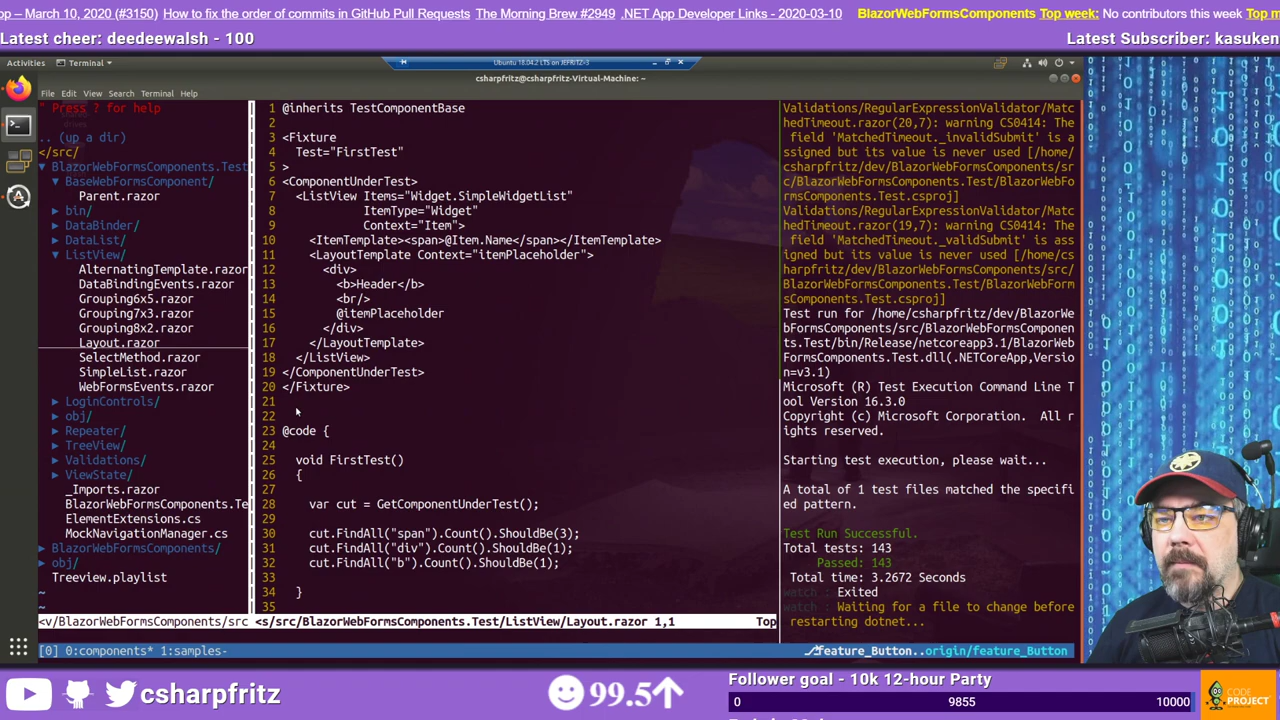 op – March 10, 2020 (#3150) How to fix the order of commits in GitHub Pull Requests The Morning Brew #2949 .NET App Developer Links - 2020-03-10 BlazorWebFormsComponents Top week: No contributors this week Top m
Latest cheer: deedeewalsh - 100
Latest Subscriber: kasuken
Activities
Terminal
Ubuntu 18.04.2 LTS on JEFRITZ-3
csharpfritz@csharpfritz-Virtual-Machine: ~
File Edit View Search Terminal Help
" Press ? for help
.. (up a dir)
</src/
▼ BlazorWebFormsComponents.Test
▼ BaseWebFormsComponent/
Parent.razor
▶ bin/
▶ DataBinder/
▶ DataList/
▼ ListView/
AlternatingTemplate.razor
DataBindingEvents.razor
Grouping6x5.razor
Grouping7x3.razor
Grouping8x2.razor
Layout.razor
SelectMethod.razor
SimpleList.razor
WebFormsEvents.razor
▶ LoginControls/
▶ obj/
▶ Repeater/
▶ TreeView/
▶ Validations/
▶ ViewState/
_Imports.razor
BlazorWebFormsComponents.Te
ElementExtensions.cs
MockNavigationManager.cs
▶ BlazorWebFormsComponents/
▶ obj/
Treeview.playlist
~
~
<v/BlazorWebFormsComponents/src
1 @inherits TestComponentBase
2
3 <Fixture
4 Test="FirstTest"
5 >
6 <ComponentUnderTest>
7 <ListView Items="Widget.SimpleWidgetList"
8 ItemType="Widget"
9 Context="Item">
10 <ItemTemplate><span>@Item.Name</span></ItemTemplate>
11 <LayoutTemplate Context="itemPlaceholder">
12 <div>
13 <b>Header</b>
14 <br/>
15 @itemPlaceholder
16 </div>
17 </LayoutTemplate>
18 </ListView>
19 </ComponentUnderTest>
20 </Fixture>
21
22
23 @code {
24
25 void FirstTest()
26 {
27
28 var cut = GetComponentUnderTest();
29
30 cut.FindAll("span").Count().ShouldBe(3);
31 cut.FindAll("div").Count().ShouldBe(1);
32 cut.FindAll("b").Count().ShouldBe(1);
33
34 }
35
<s/src/BlazorWebFormsComponents.Test/ListView/Layout.razor 1,1 Top
Validations/RegularExpressionValidator/Matc
hedTimeout.razor(20,7): warning CS0414: The
field 'MatchedTimeout._invalidSubmit' is a
ssigned but its value is never used [/home/
csharpfritz/dev/BlazorWebFormsComponents/sr
c/BlazorWebFormsComponents.Test/BlazorWebFo
rmsComponents.Test.csproj]
Validations/RegularExpressionValidator/Matc
hedTimeout.razor(19,7): warning CS0414: The
field 'MatchedTimeout._validSubmit' is ass
igned but its value is never used [/home/cs
harpfritz/dev/BlazorWebFormsComponents/src/
BlazorWebFormsComponents.Test/BlazorWebForm
sComponents.Test.csproj]
Test run for /home/csharpfritz/dev/BlazorWe
bFormsComponents/src/BlazorWebFormsComponen
ts.Test/bin/Release/netcoreapp3.1/BlazorWeb
FormsComponents.Test.dll(.NETCoreApp,Versio
n=v3.1)
Microsoft (R) Test Execution Command Line T
ool Version 16.3.0
Copyright (c) Microsoft Corporation. All r
ights reserved.
Starting test execution, please wait...
A total of 1 test files matched the specifi
ed pattern.
Test Run Successful.
Total tests: 143
Passed: 143
Total time: 3.2672 Seconds
watch : Exited
watch : Waiting for a file to change before
restarting dotnet...
[0] 0:components* 1:samples-
feature_Button..origin/feature_Button
csharpfritz
99.5
Follower goal - 10k 12-hour Party
0 9855 10000
CODE
PROJECT